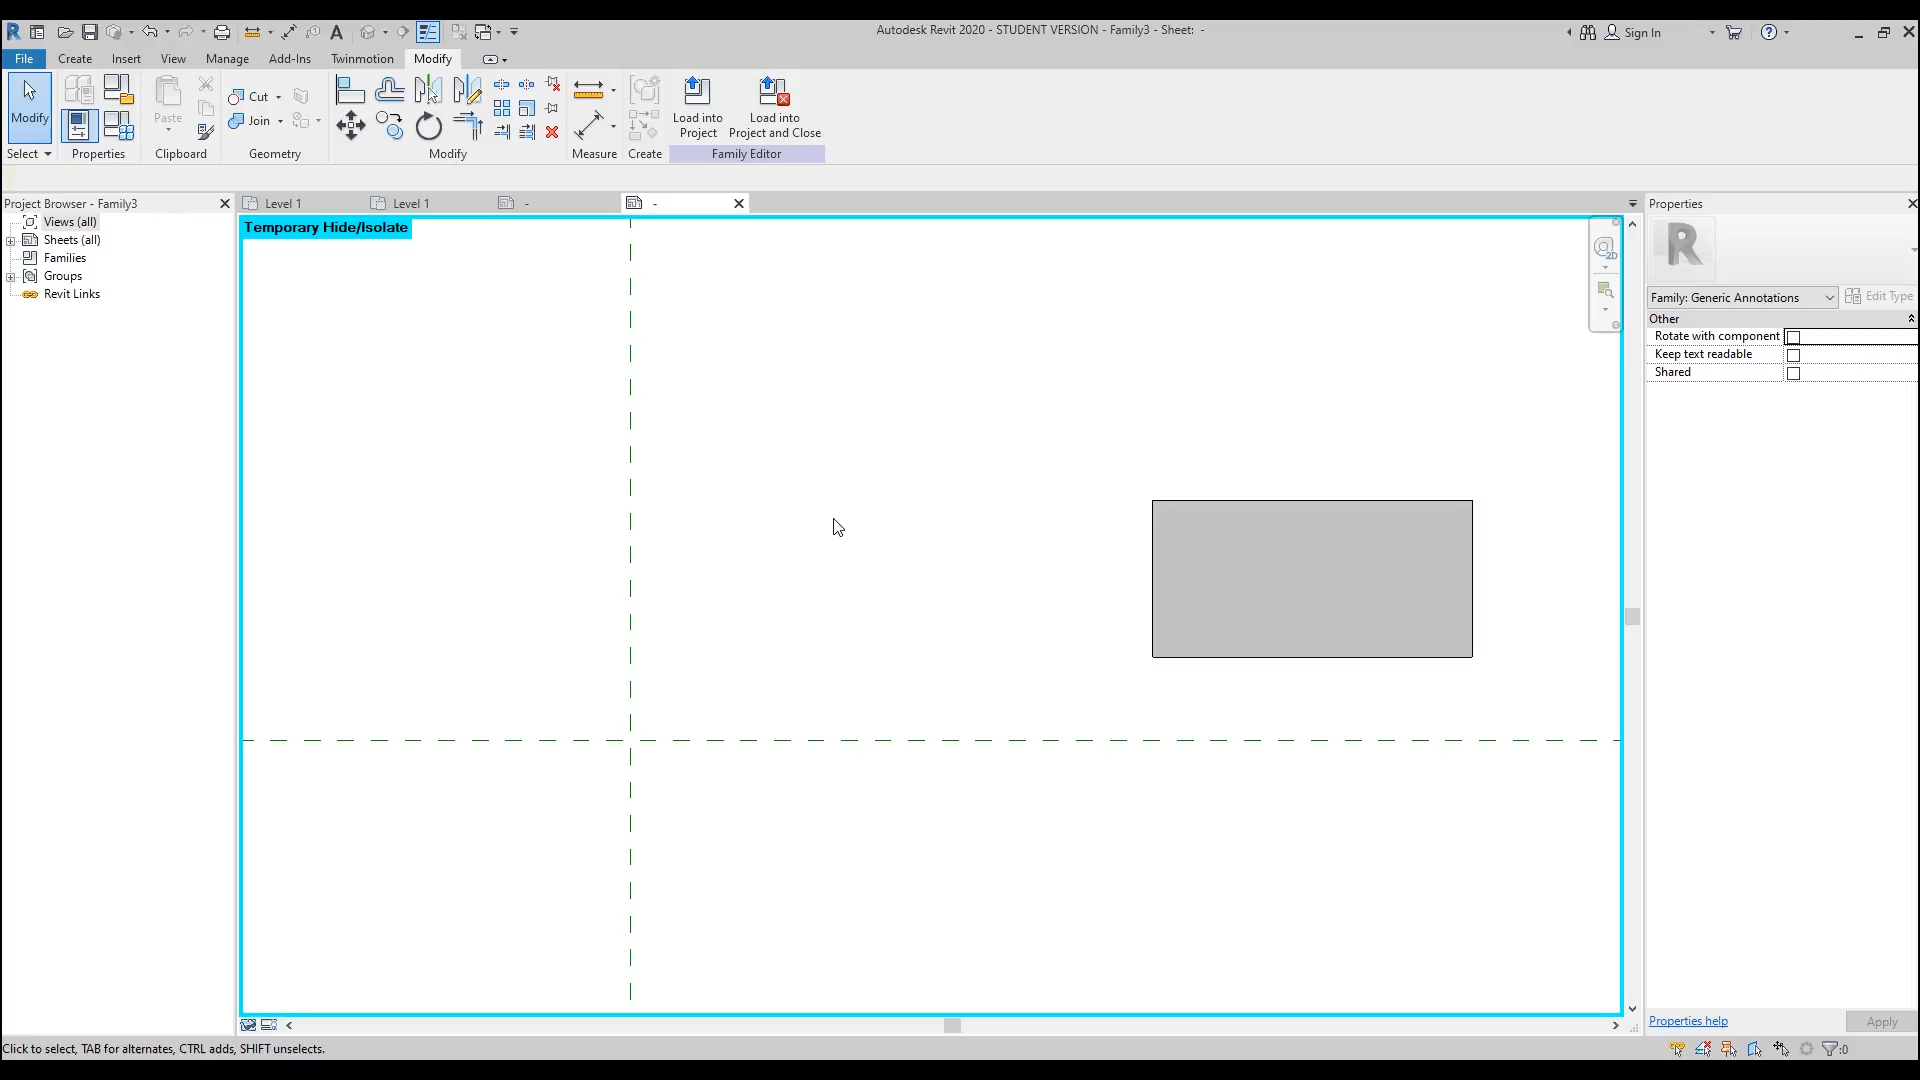 Autodesk Revit 2020 - STUDENT VERSION - Family3 - Sheet: -
Sign In
File Create Insert View Manage Add-Ins Twinmotion Modify
Modify
Paste
Cut
Join
Load into
Project
Load into
Project and Close
Select Properties Clipboard Geometry Modify Measure Create Family Editor
Project Browser - Family3
Views (all)
Sheets (all)
Families
Groups
Revit Links
Level 1
Level 1
-
-
Temporary Hide/Isolate
2D
Properties
R
Family: Generic Annotations
Edit Type
Other
Rotate with component
Keep text readable
Shared
Properties help
Apply
Click to select, TAB for alternates, CTRL adds, SHIFT unselects.
:0